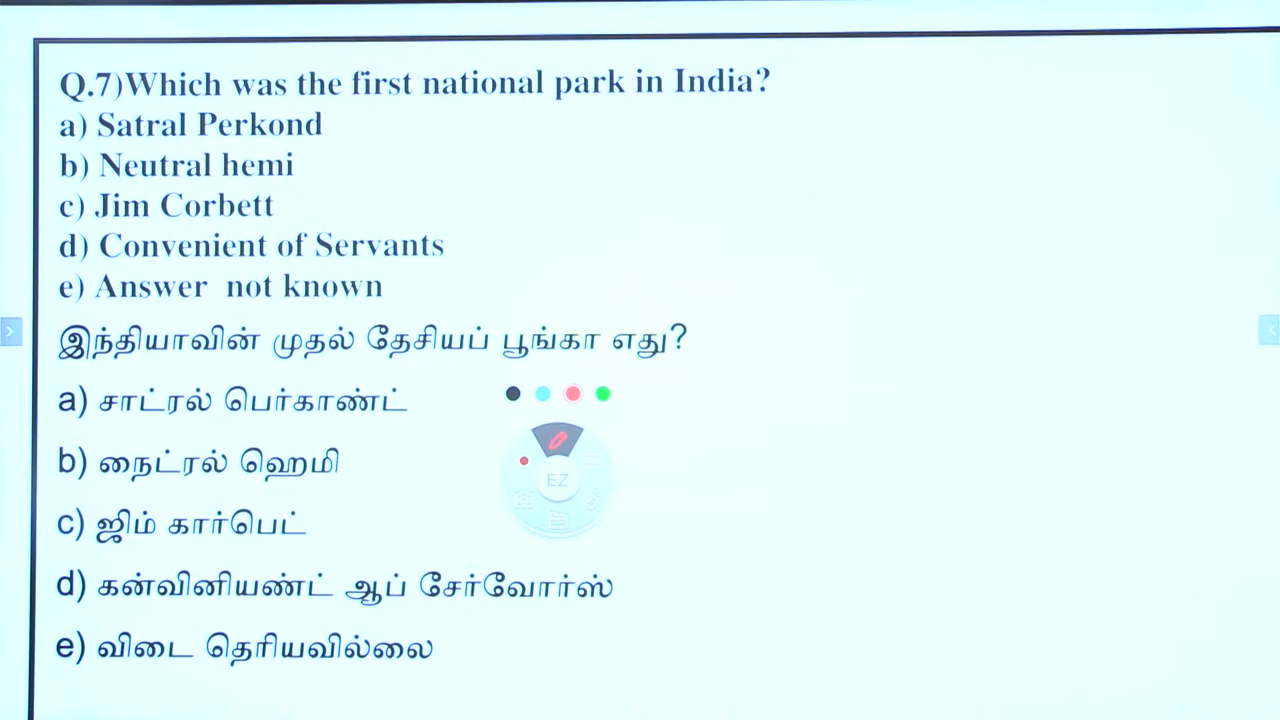 Q.7)Which was the first national park in India?
a) Satral Perkond
b) Neutral hemi
c) Jim Corbett
d) Convenient of Servants
e) Answer not known
இந்தியாவின் முதல் தேசியப் பூங்கா எது?
a) சாட்ரல் பெர்காண்ட்
b) நைட்ரல் ஹெமி
c) ஜிம் கார்பெட்
EZ
d) கன்வினியண்ட் ஆப் சேர்வோர்ஸ்
e) விடை தெரியவில்லை